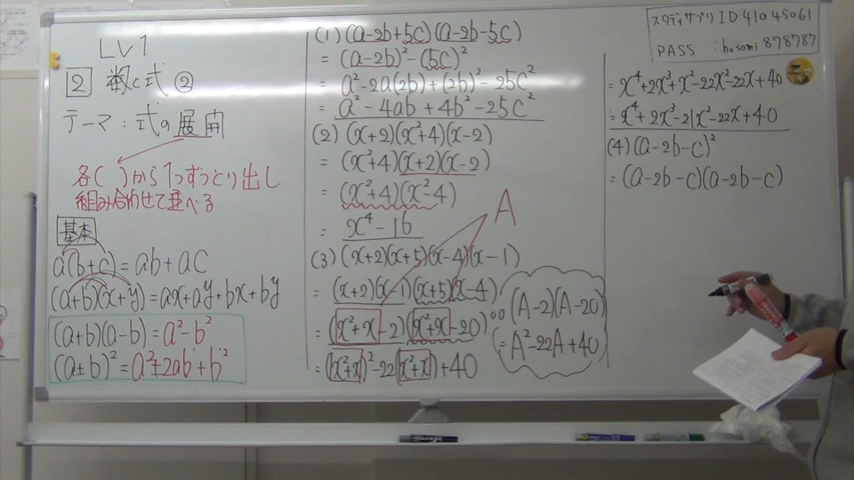 LV1
2 数と式 ②
テーマ：式の展開
各( )から1つずつとり出し
組み合わせて並べる
基本
a(b+c)=ab+ac
(a+b)(x+y)=ax+ay+bx+by
(a+b)(a-b)=a²-b²
(a±b)²=a²±2ab+b²
(1)(a-2b+5c)(a-2b-5c)
=(a-2b)²-(5c)²
=a²-2a(2b)+(2b)²-25c²
=a²-4ab+4b²-25c²
(2)(x+2)(x²+4)(x-2)
=(x²+4)(x+2)(x-2)
=(x²+4)(x²-4)
=x⁴-16
A
(3)(x+2)(x+5)(x-4)(x-1)
=(x+2)(x-1)(x+5)(x-4)
=(x²+x-2)(x²+x-20)
=(x²+x)²-22(x²+x)+40
(A-2)(A-20)
=A²-22A+40
スタディサプリ ID:41045061
PASS : hosomi878787
=x⁴+2x³+x²-22x²-22x+40
=x⁴+2x³-21x²-22x+40
(4)(a-2b-c)²
=(a-2b-c)(a-2b-c)